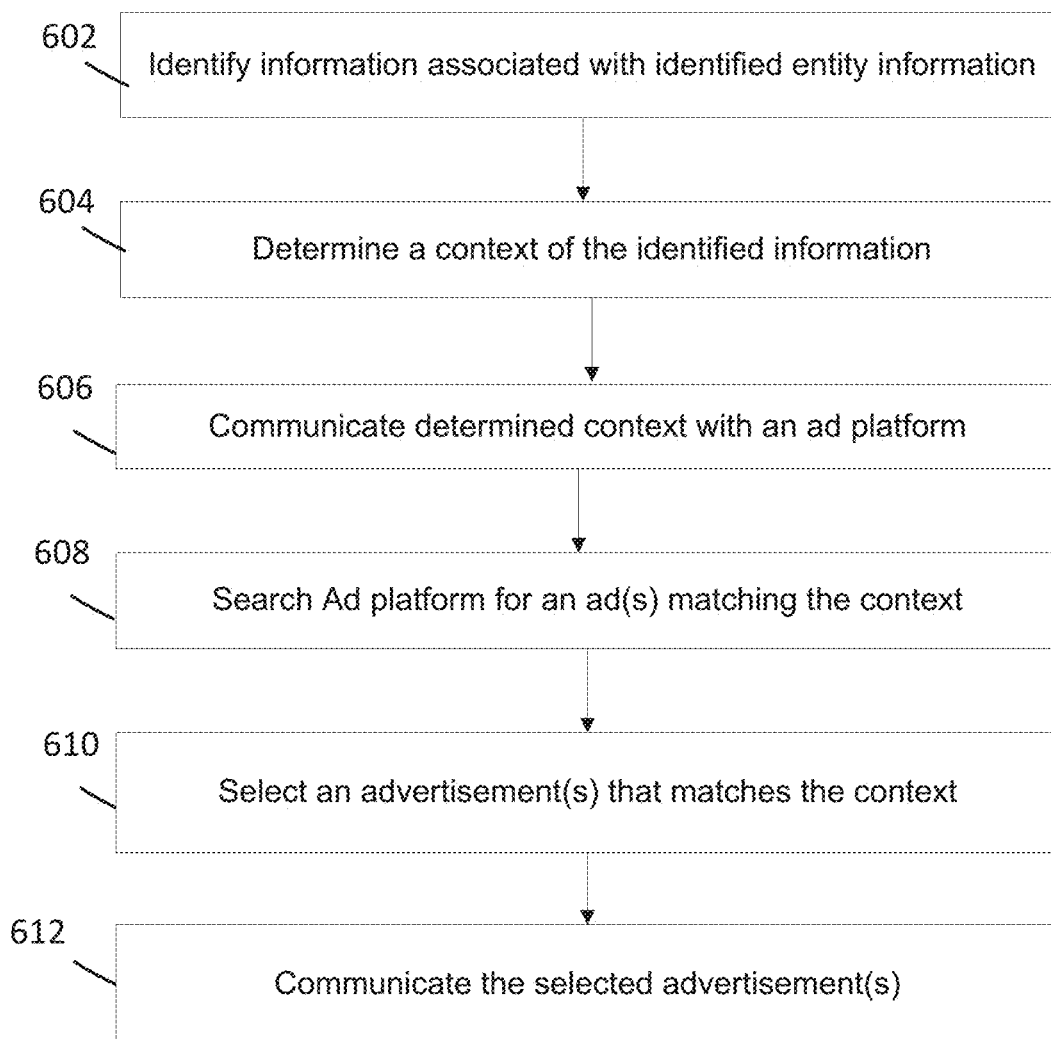 602
Identify information associated with identified entity information
604
Determine a context of the identified information
606
Communicate determined context with an ad platform
608
Search Ad platform for an ad(s) matching the context
610
Select an advertisement(s) that matches the context
612
Communicate the selected advertisement(s)